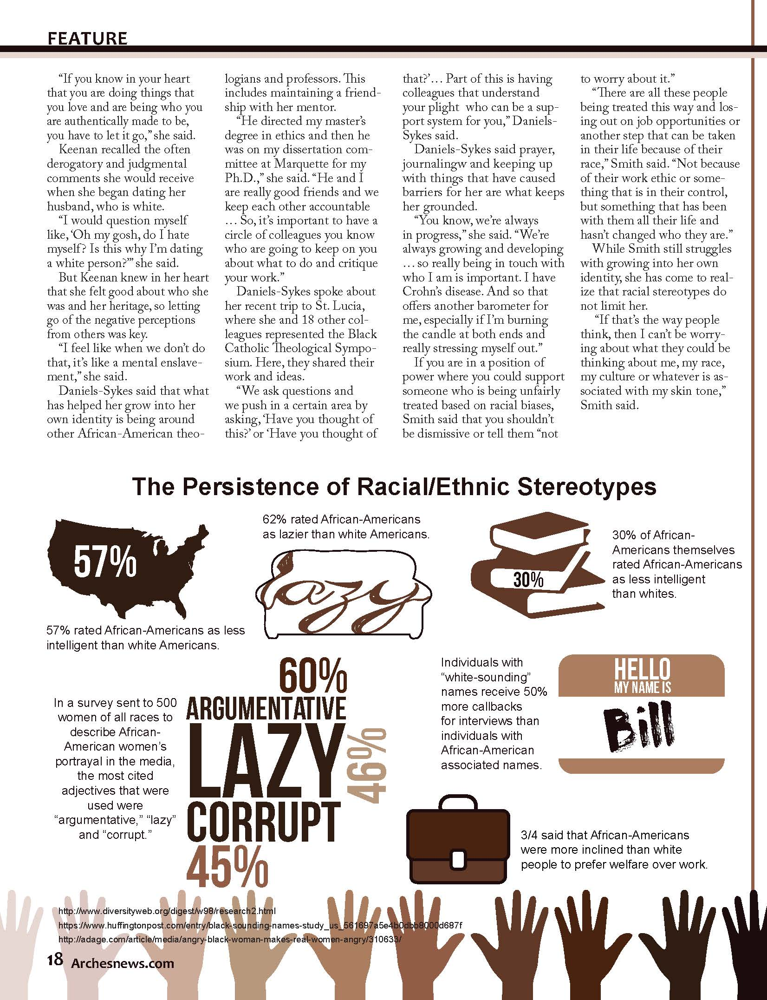 FEATURE
“If you know in your heart
that you are doing things that
you love and are being who you
are authentically made to be,
you have to let it go,” she said.
Keenan recalled the often
derogatory and judgmental
comments she would receive
when she began dating her
husband, who is white.
“I would question myself
like, ‘Oh my gosh, do I hate
myself? Is this why I’m dating
a white person?’” she said.
But Keenan knew in her heart
that she felt good about who she
was and her heritage, so letting
go of the negative perceptions
from others was key.
“I feel like when we don’t do
that, it’s like a mental enslave-
ment,” she said.
Daniels-Sykes said that what
has helped her grow into her
own identity is being around
other African-American theo-
logians and professors. This
includes maintaining a friend-
ship with her mentor.
“He directed my master’s
degree in ethics and then he
was on my dissertation com-
mittee at Marquette for my
Ph.D.,” she said. “He and I
are really good friends and we
keep each other accountable
… So, it’s important to have a
circle of colleagues you know
who are going to keep on you
about what to do and critique
your work.”
Daniels-Sykes spoke about
her recent trip to St. Lucia,
where she and 18 other col-
leagues represented the Black
Catholic Theological Sympo-
sium. Here, they shared their
work and ideas.
“We ask questions and
we push in a certain area by
asking, ‘Have you thought of
this?’ or ‘Have you thought of
that?’… Part of this is having
colleagues that understand
your plight who can be a sup-
port system for you,” Daniels-
Sykes said.
Daniels-Sykes said prayer,
journalingw and keeping up
with things that have caused
barriers for her are what keeps
her grounded.
“You know, we’re always
in progress,” she said. “We’re
always growing and developing
… so really being in touch with
who I am is important. I have
Crohn’s disease. And so that
offers another barometer for
me, especially if I’m burning
the candle at both ends and
really stressing myself out.”
If you are in a position of
power where you could support
someone who is being unfairly
treated based on racial biases,
Smith said that you shouldn’t
be dismissive or tell them “not
to worry about it.”
“There are all these people
being treated this way and los-
ing out on job opportunities or
another step that can be taken
in their life because of their
race,” Smith said. “Not because
of their work ethic or some-
thing that is in their control,
but something that has been
with them all their life and
hasn’t changed who they are.”
While Smith still struggles
with growing into her own
identity, she has come to real-
ize that racial stereotypes do
not limit her.
“If that’s the way people
think, then I can’t be worry-
ing about what they could be
thinking about me, my race,
my culture or whatever is as-
sociated with my skin tone,”
Smith said.
The Persistence of Racial/Ethnic Stereotypes
57%
57% rated African-Americans as less
intelligent than white Americans.
62% rated African-Americans
as lazier than white Americans.
lazy
30%
30% of African-
Americans themselves
rated African-Americans
as less intelligent
than whites.
In a survey sent to 500
women of all races to
describe African-
American women’s
portrayal in the media,
the most cited
adjectives that were
used were
“argumentative,” “lazy”
and “corrupt.”
60%
ARGUMENTATIVE
LAZY
46%
CORRUPT
45%
Individuals with
“white-sounding”
names receive 50%
more callbacks
for interviews than
individuals with
African-American
associated names.
HELLO
MY NAME IS
Bill
3/4 said that African-Americans
were more inclined than white
people to prefer welfare over work.
http://www.diversityweb.org/digest/w98/research2.html
https://www.huffingtonpost.com/entry/black-sounding-names-study_us_561697a5e4b0dbb8000d687f
http://adage.com/article/media/angry-black-woman-makes-real-women-angry/310633/
18 Archesnews.com